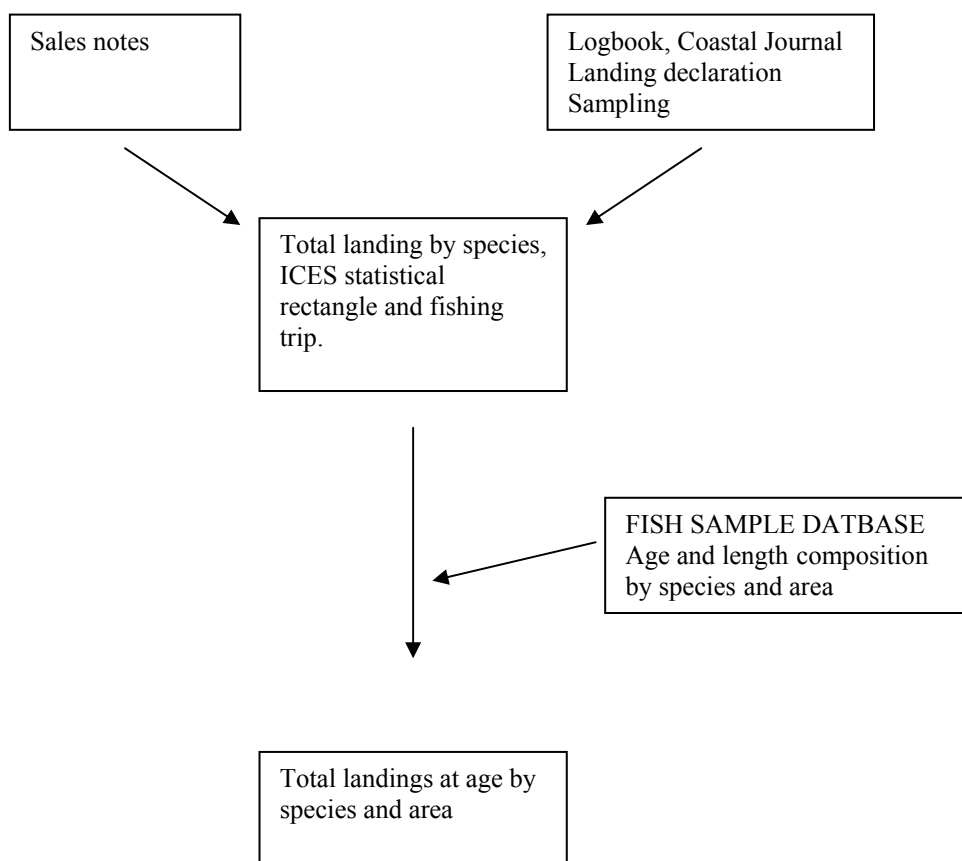 Sales notes
Logbook, Coastal Journal
Landing declaration
Sampling
Total landing by species,
ICES statistical
rectangle and fishing
trip.
FISH SAMPLE DATBASE
Age and length composition
by species and area
Total landings at age by
species and area